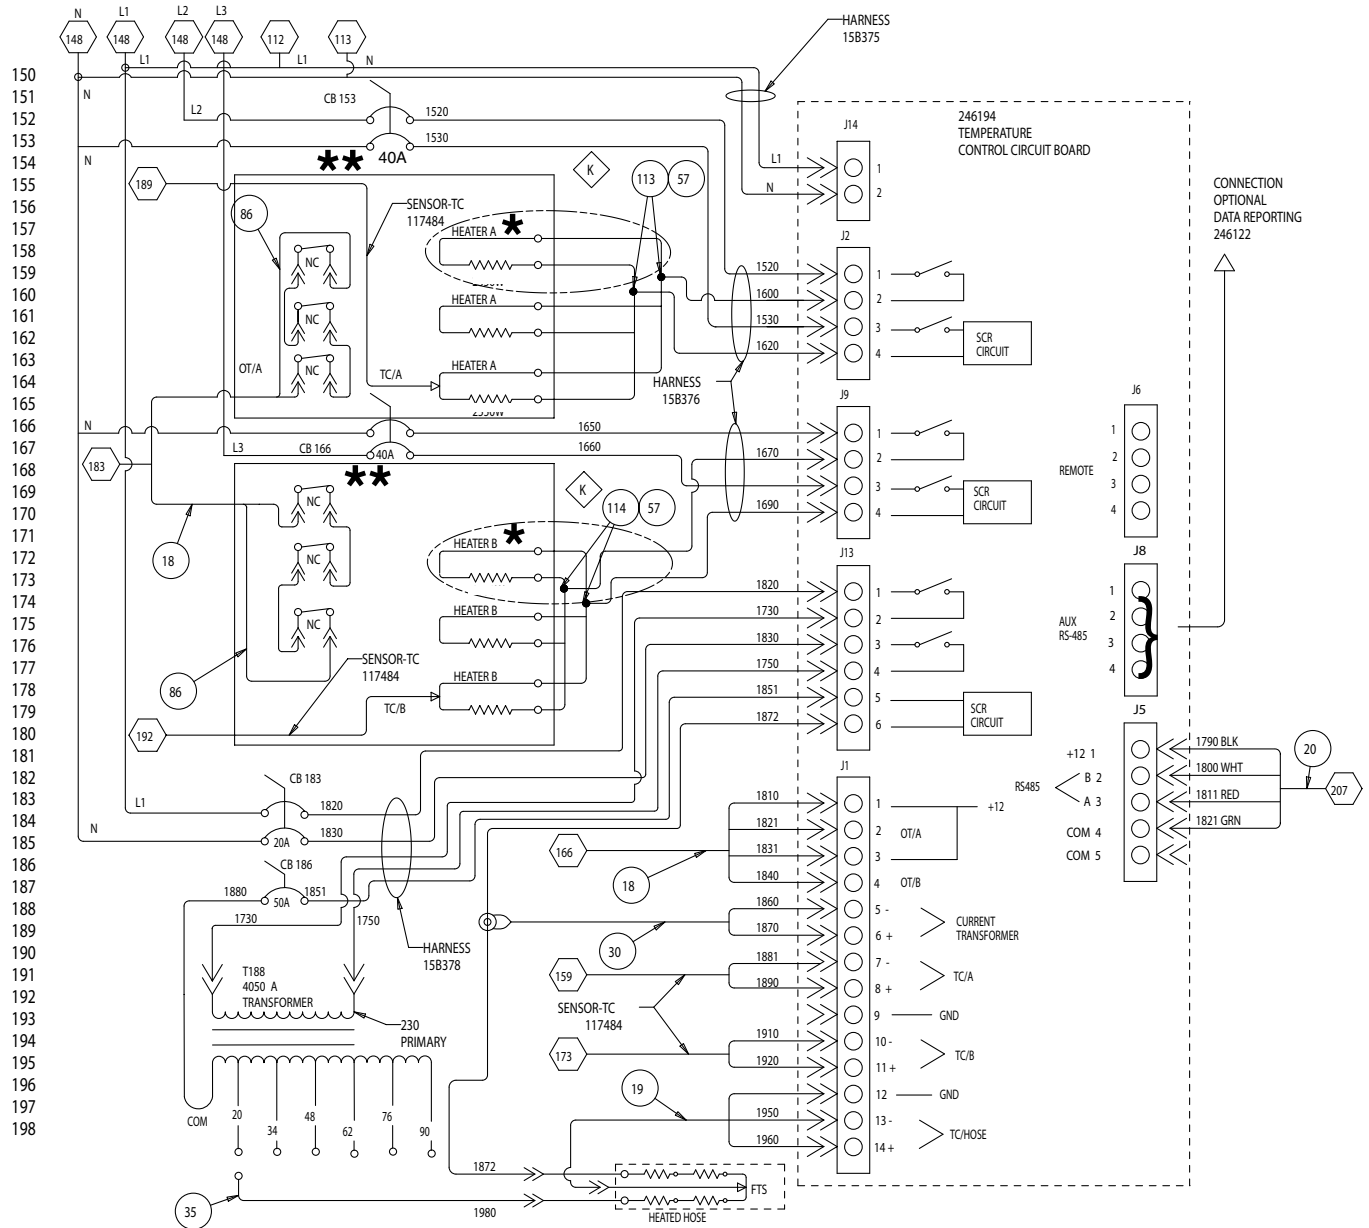 N L1 L2 L3
148 148 148 148 112 113
HARNESS
15B375
L1 L1 N
150
151 N
CB 153
152 L2 1520
153 1530
154 N
★★ 40A
155 189
156
157
158
159
160
161
162
163
164
165
166
167
168
169
170
171
172
173
174
175
176
177
178
179
180
181
182
183
184
185
186
187
188
189
190
191
192
193
194
195
196
197
198
86
SENSOR-TC
117484
K
113 57
HEATER A ★
NC
HEATER A
NC
HEATER A
NC
OT/A
TC/A
HARNESS
15B376
N 1650
L3 CB 166 40A 1660
★★
183
18
K
114 57
NC
HEATER B ★
NC
HEATER B
NC
HEATER B
SENSOR-TC
117484
86
TC/B
192
246194
TEMPERATURE
CONTROL CIRCUIT BOARD
J14
L1 1
N 2
J2
1520 1
1600 2
1530 3
1620 4
SCR
CIRCUIT
J9
1650 1
1670 2
3
1690 4
SCR
CIRCUIT
J13
1820 1
1730 2
1830 3
1750 4
1851 5
1872 6
SCR
CIRCUIT
CONNECTION
OPTIONAL
DATA REPORTING
246122
J6
1
2
REMOTE
3
4
J8
1
2
AUX
RS-485
3
4
J5
+12 1 1790 BLK
B 2 1800 WHT
RS485
A 3 1811 RED
COM 4 1821 GRN
COM 5
20
207
CB 183
L1 1820
N 20A 1830
CB 186
1880 50A 1851
1730 1750
HARNESS
15B378
T188
4050 A
TRANSFORMER
230
PRIMARY
COM
20 34 48 62 76 90
35
J1
1810 1 +12
1821 2 OT/A
1831 3
1840 4 OT/B
166
18
1860 5 -
1870 6 +
CURRENT
TRANSFORMER
30
1881 7 -
1890 8 +
TC/A
159
9 GND
SENSOR-TC
117484
1910 10 -
1920 11 +
TC/B
173
12 GND
19
1950 13 -
1960 14 +
TC/HOSE
1872
FTS
1980
HEATED HOSE